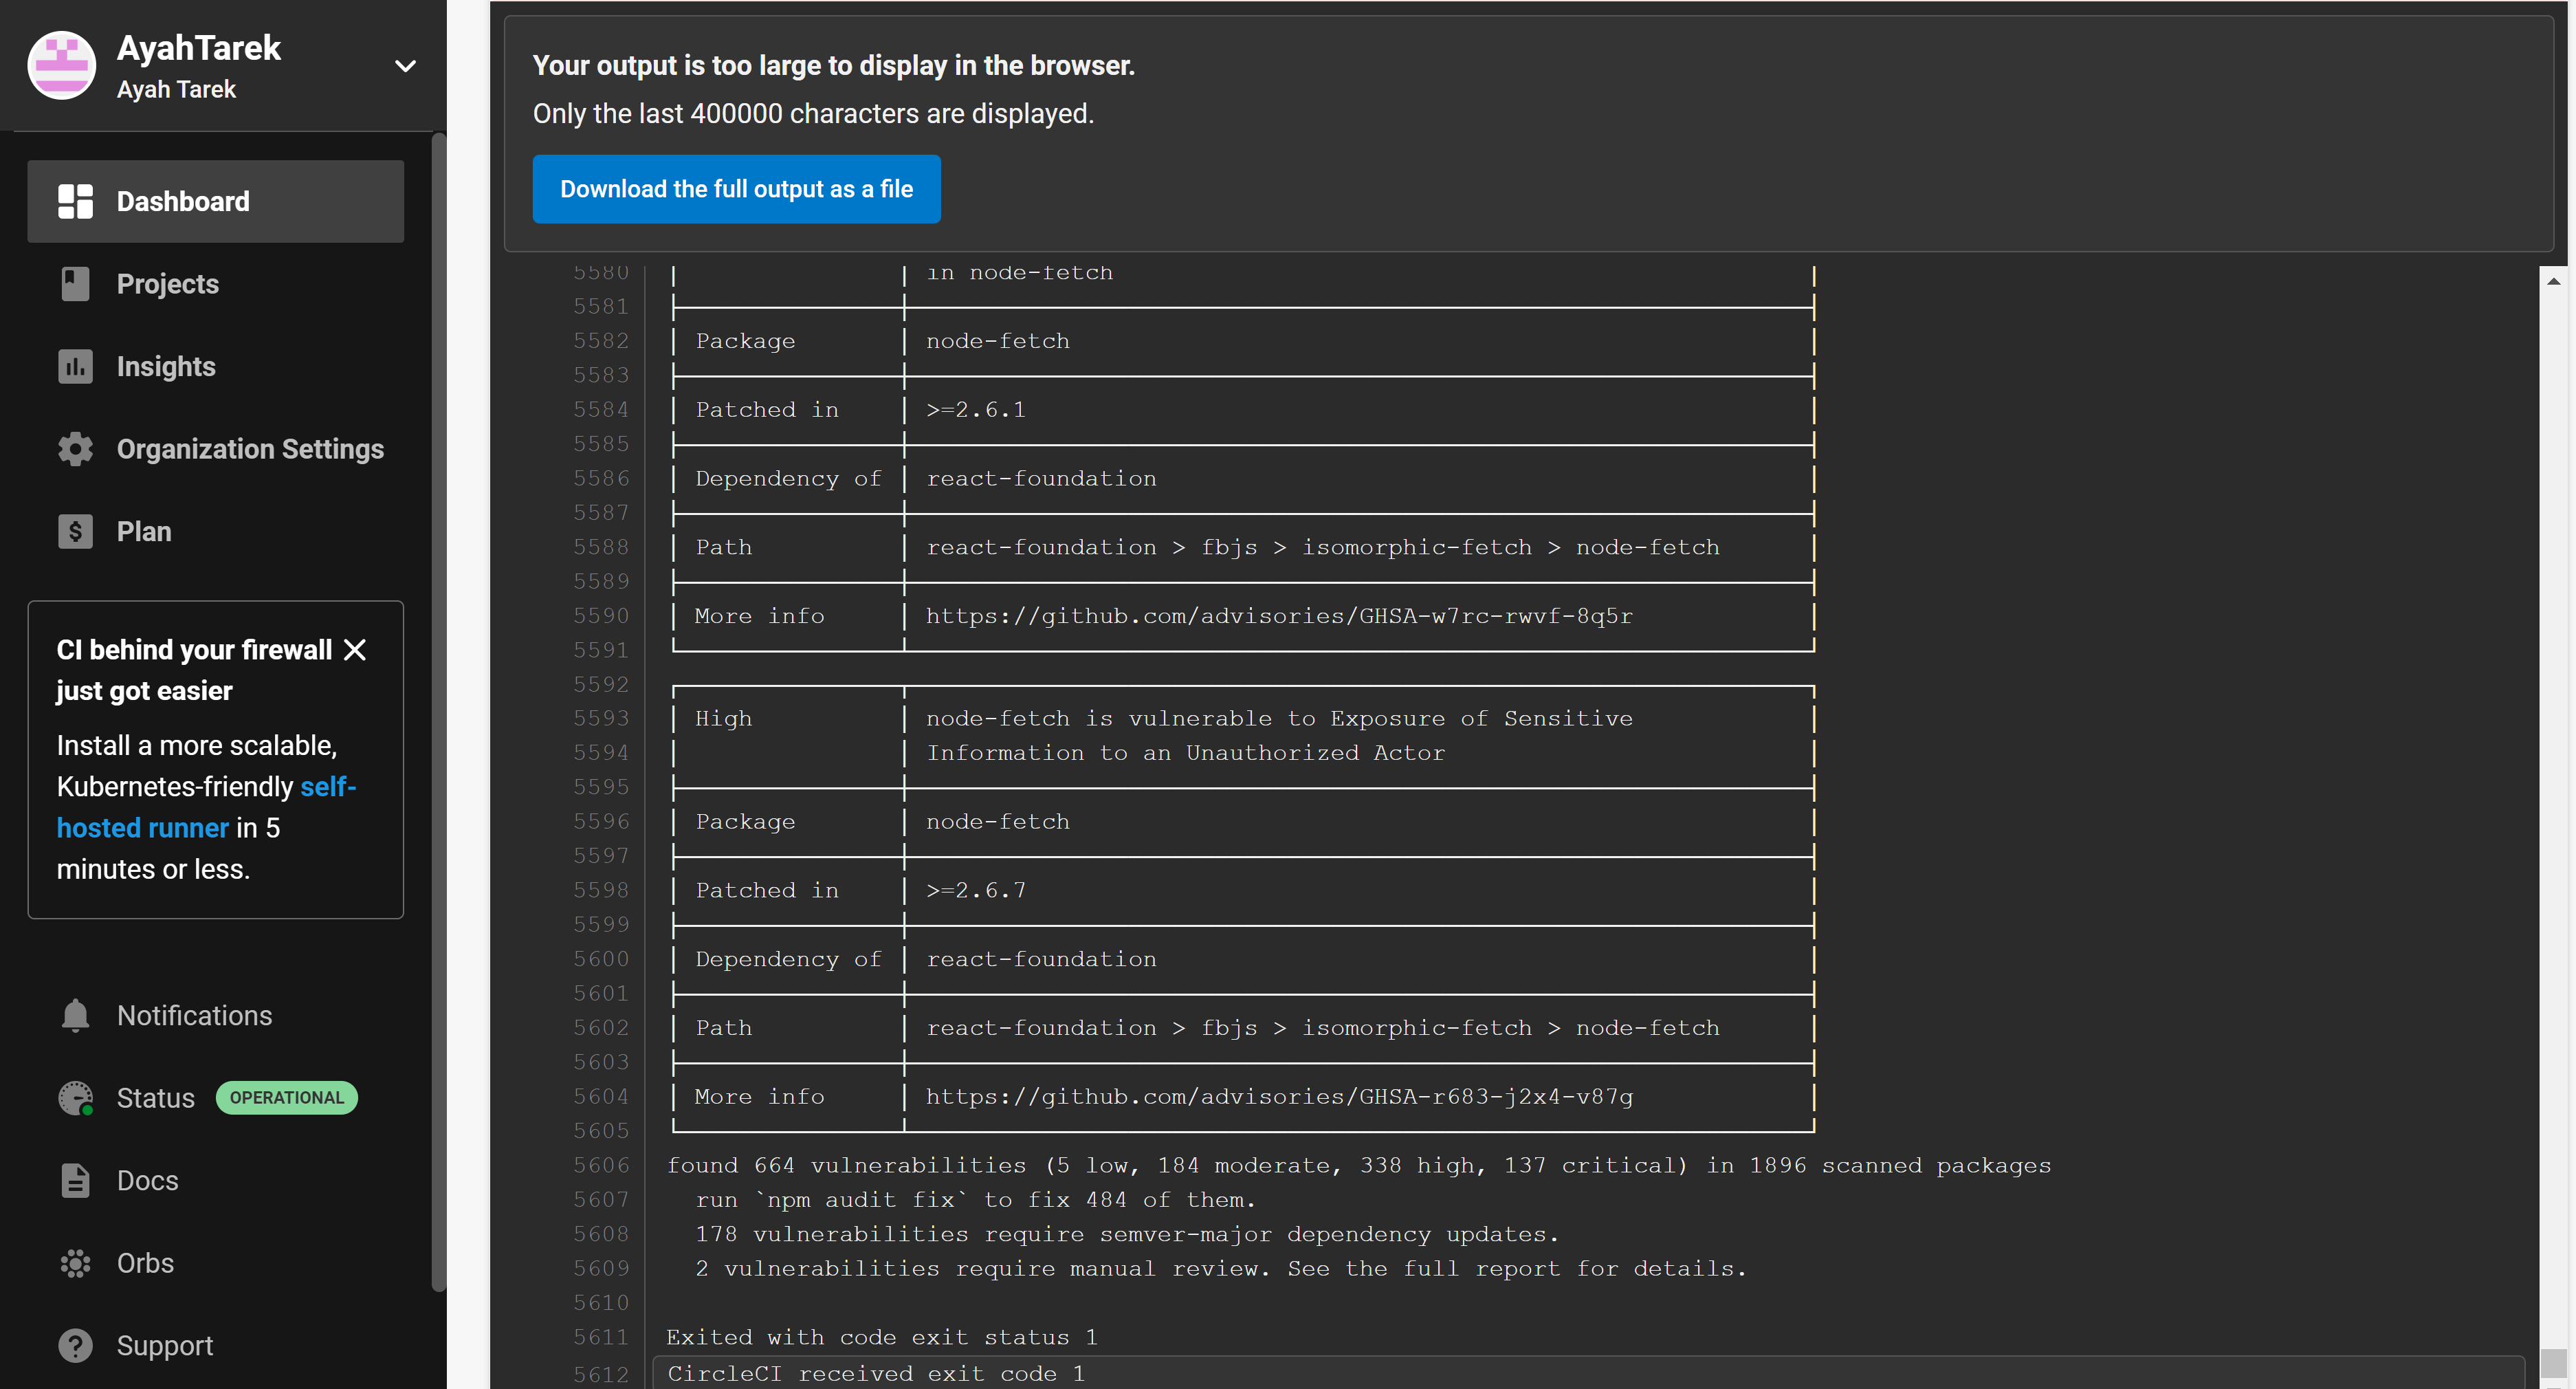 AyahTarek
Ayah Tarek
Dashboard
Projects
Insights
Organization Settings
Plan
CI behind your firewall
just got easier
Install a more scalable,
Kubernetes-friendly self-
hosted runner in 5
minutes or less.
Notifications
Status OPERATIONAL
Docs
Orbs
Support
Your output is too large to display in the browser.
Only the last 400000 characters are displayed.
Download the full output as a file
5580 in node-fetch
5581
5582 Package node-fetch
5583
5584 Patched in >=2.6.1
5585
5586 Dependency of react-foundation
5587
5588 Path react-foundation > fbjs > isomorphic-fetch > node-fetch
5589
5590 More info https://github.com/advisories/GHSA-w7rc-rwvf-8q5r
5591
5592
5593 High node-fetch is vulnerable to Exposure of Sensitive
5594 Information to an Unauthorized Actor
5595
5596 Package node-fetch
5597
5598 Patched in >=2.6.7
5599
5600 Dependency of react-foundation
5601
5602 Path react-foundation > fbjs > isomorphic-fetch > node-fetch
5603
5604 More info https://github.com/advisories/GHSA-r683-j2x4-v87g
5605
5606 found 664 vulnerabilities (5 low, 184 moderate, 338 high, 137 critical) in 1896 scanned packages
5607 run `npm audit fix` to fix 484 of them.
5608 178 vulnerabilities require semver-major dependency updates.
5609 2 vulnerabilities require manual review. See the full report for details.
5610
5611 Exited with code exit status 1
5612 CircleCI received exit code 1